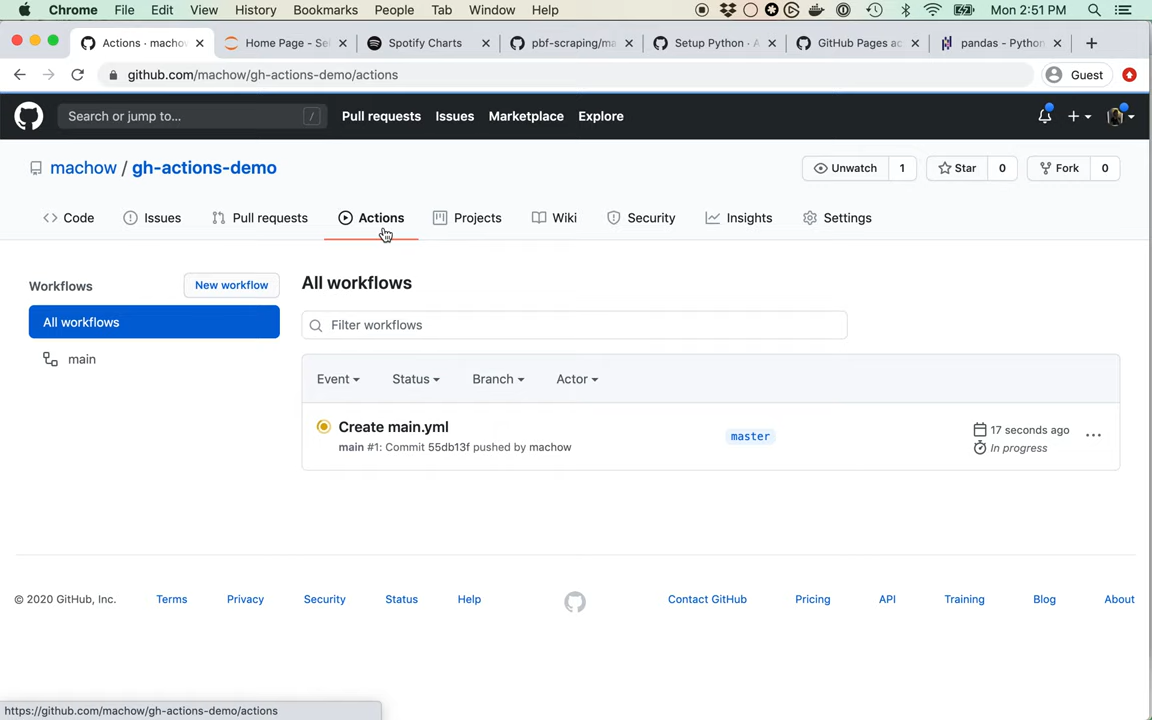 Chrome File Edit View History Bookmarks People Tab Window Help Mon 2:51 PM
Actions · machow Home Page - Sel Spotify Charts pbf-scraping/ma Setup Python · A GitHub Pages ac pandas - Python
github.com/machow/gh-actions-demo/actions Guest
Search or jump to... / Pull requests Issues Marketplace Explore
machow / gh-actions-demo Unwatch 1 Star 0 Fork 0
Code Issues Pull requests Actions Projects Wiki Security Insights Settings
Workflows New workflow All workflows
All workflows Filter workflows
main
Event Status Branch Actor
Create main.yml master 17 seconds ago
main #1: Commit 55db13f pushed by machow In progress
© 2020 GitHub, Inc. Terms Privacy Security Status Help Contact GitHub Pricing API Training Blog About
https://github.com/machow/gh-actions-demo/actions